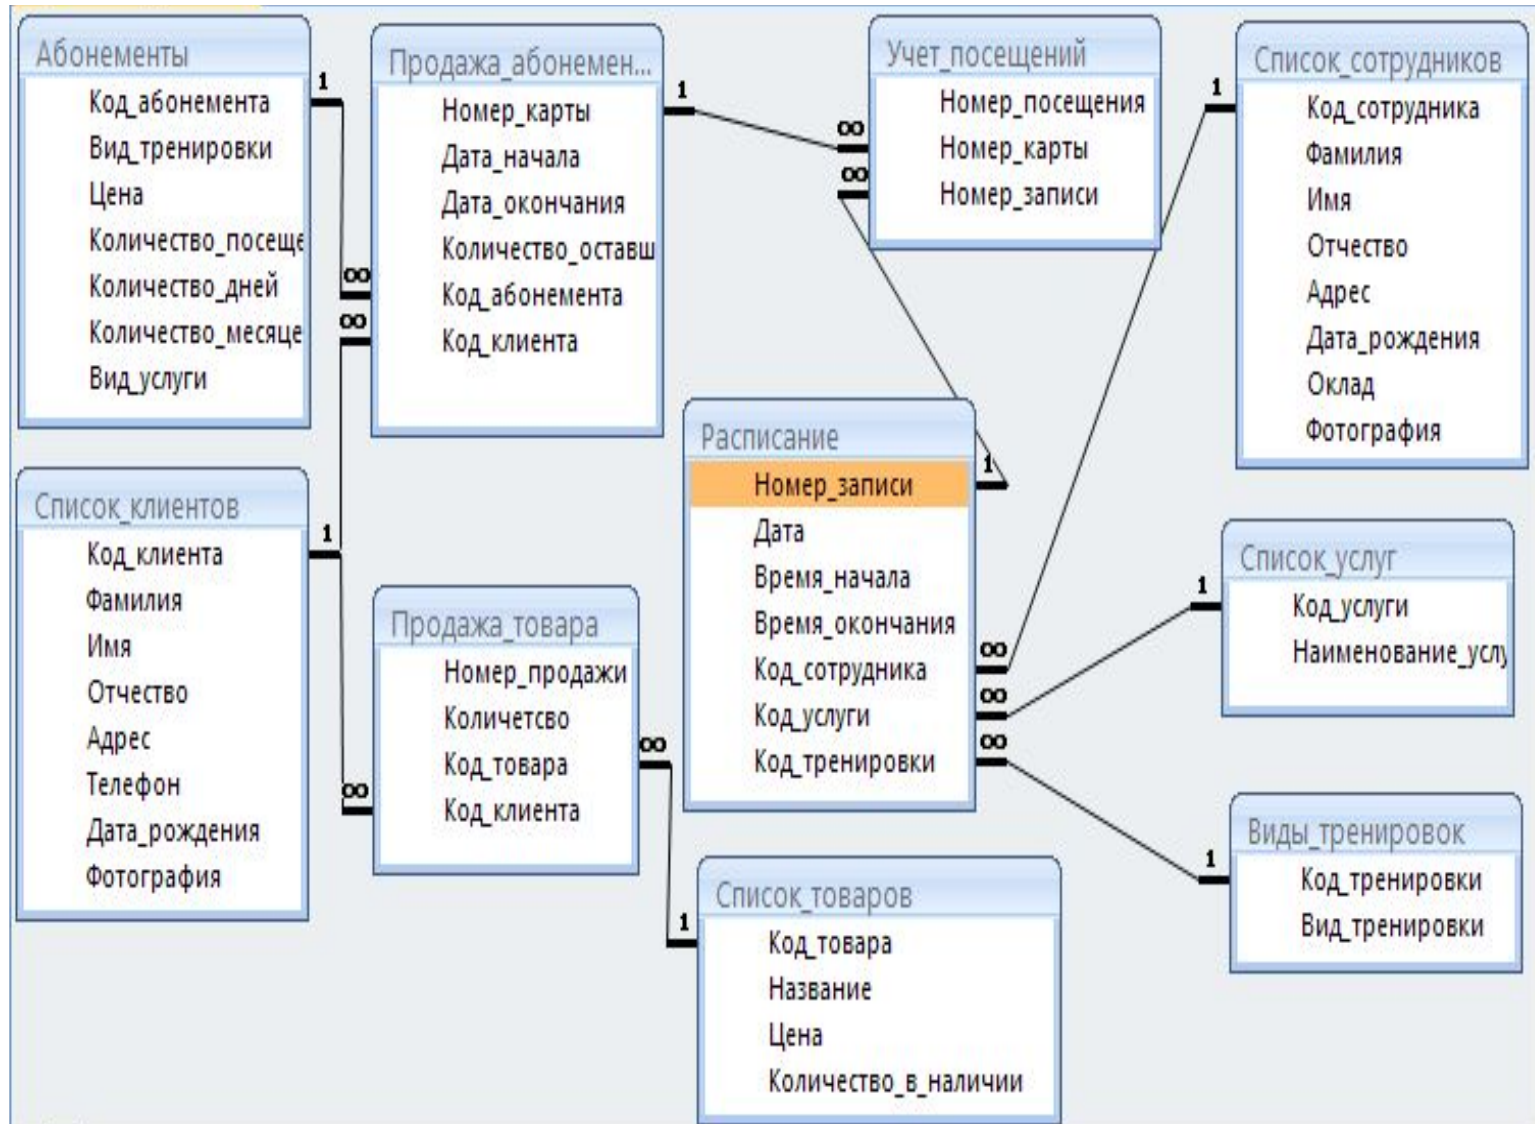 Абонементы
Код_абонемента
Вид_тренировки
Цена
Количество_посеще
Количество_дней
Количество_месяце
Вид_услуги
1
∞
∞
Продажа_абонемен...
Номер_карты
Дата_начала
Дата_окончания
Количество_оставш
Код_абонемента
Код_клиента
1
∞
∞
Учет_посещений
Номер_посещения
Номер_карты
Номер_записи
1
Список_сотрудников
Код_сотрудника
Фамилия
Имя
Отчество
Адрес
Дата_рождения
Оклад
Фотография
Список_клиентов
Код_клиента
Фамилия
Имя
Отчество
Адрес
Телефон
Дата_рождения
Фотография
1
∞
Продажа_товара
Номер_продажи
Количетсво
Код_товара
Код_клиента
∞
Расписание
Номер_записи
Дата
Время_начала
Время_окончания
Код_сотрудника
Код_услуги
Код_тренировки
1
∞
∞
∞
1
Список_услуг
Код_услуги
Наименование_услу
1
Виды_тренировок
Код_тренировки
Вид_тренировки
1
Список_товаров
Код_товара
Название
Цена
Количество_в_наличии